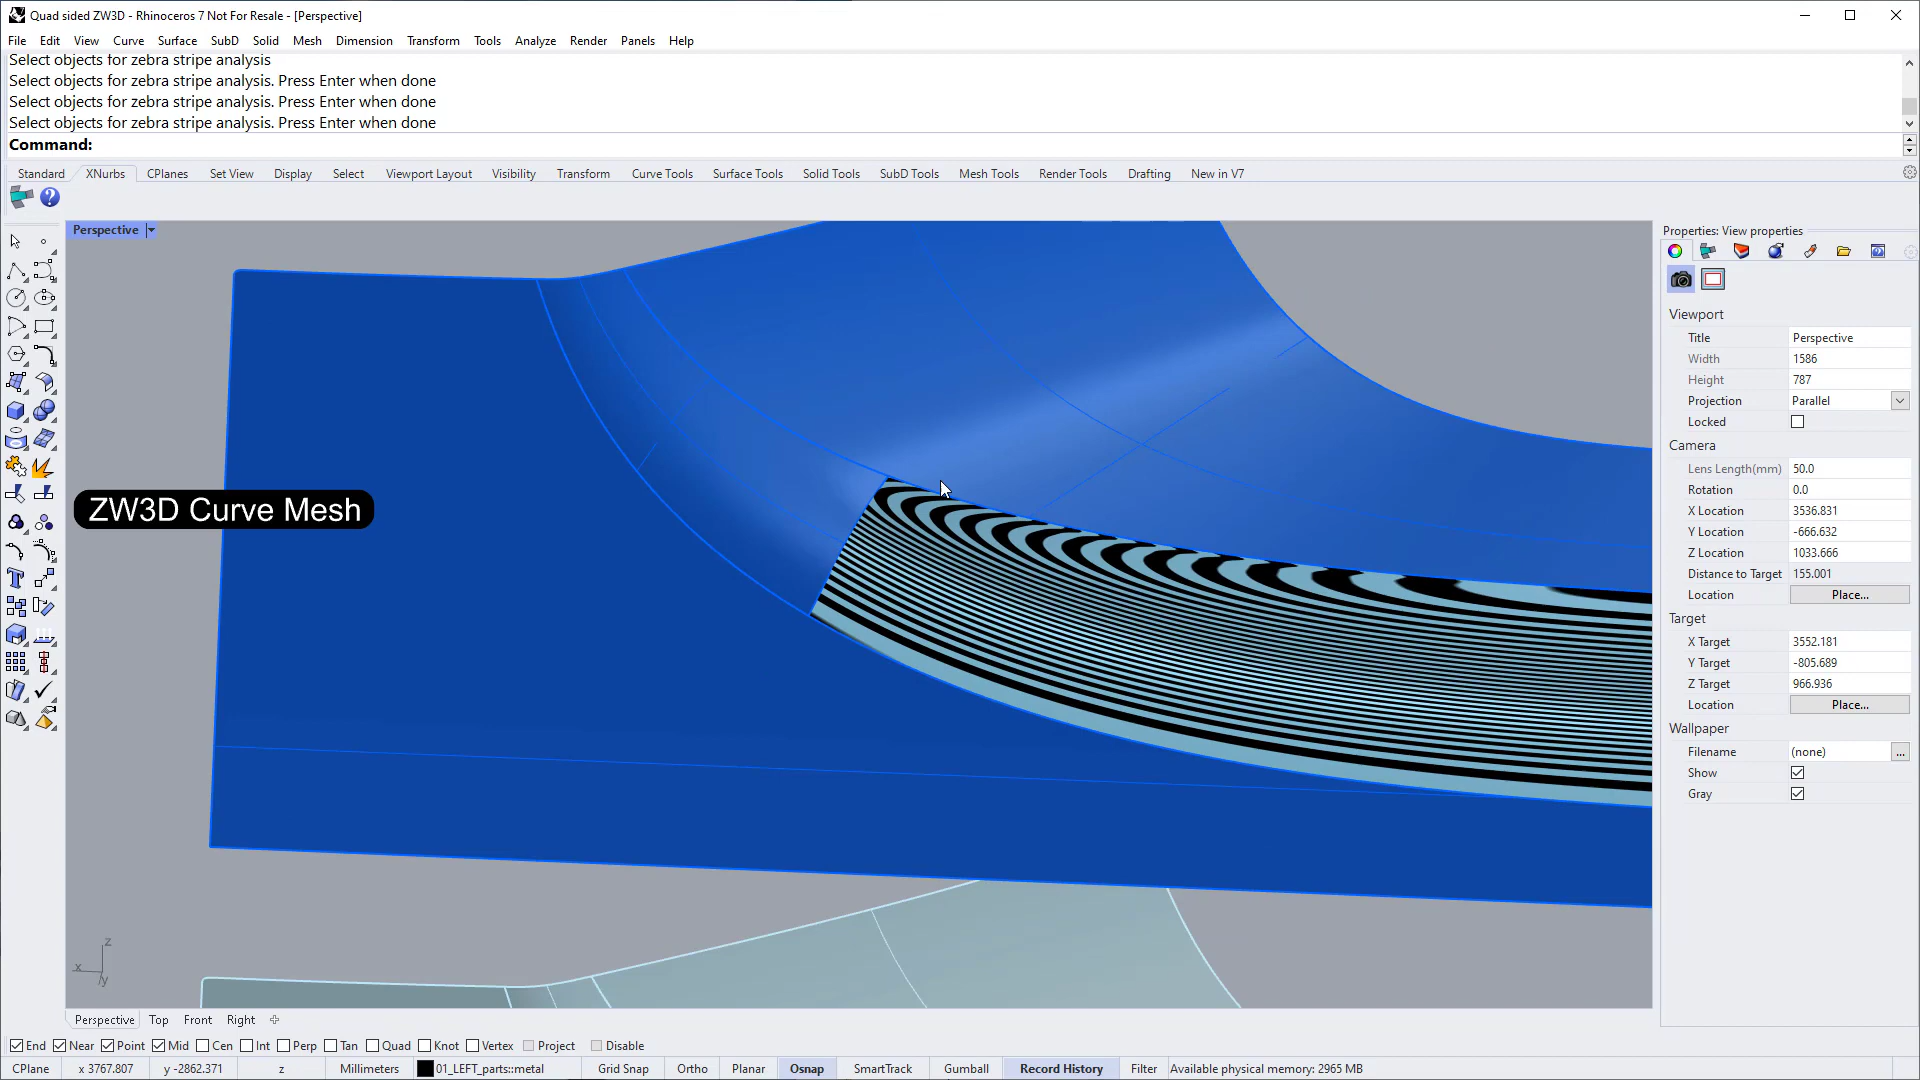 Quad sided ZW3D - Rhinoceros 7 Not For Resale - [Perspective]
File Edit View Curve Surface SubD Solid Mesh Dimension Transform Tools Analyze Render Panels Help
Select objects for zebra stripe analysis
Select objects for zebra stripe analysis. Press Enter when done
Select objects for zebra stripe analysis. Press Enter when done
Select objects for zebra stripe analysis. Press Enter when done
Command:
Standard XNurbs CPlanes Set View Display Select Viewport Layout Visibility Transform Curve Tools Surface Tools Solid Tools SubD Tools Mesh Tools Render Tools Drafting New in V7
Perspective
ZW3D Curve Mesh
z
x
y
Properties: View properties
Viewport
Title Perspective
Width 1586
Height 787
Projection Parallel
Locked
Camera
Lens Length(mm) 50.0
Rotation 0.0
X Location 3536.831
Y Location -666.632
Z Location 1033.666
Distance to Target 155.001
Location Place...
Target
X Target 3552.181
Y Target -805.689
Z Target 966.936
Location Place...
Wallpaper
Filename (none) ...
Show
Gray
Perspective Top Front Right
End Near Point Mid Cen Int Perp Tan Quad Knot Vertex Project Disable
CPlane x 3767.807 y -2862.371 z Millimeters 01_LEFT_parts::metal Grid Snap Ortho Planar Osnap SmartTrack Gumball Record History Filter Available physical memory: 2965 MB